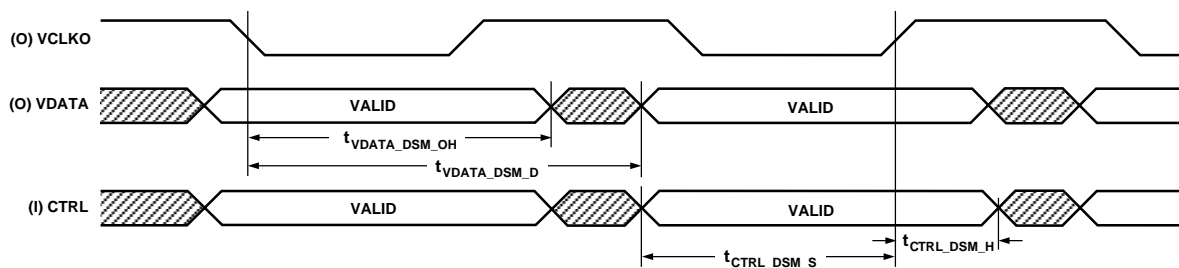 (O) VCLKO
(O) VDATA
VALID
VALID
tVDATA_DSM_OH
tVDATA_DSM_D
(I) CTRL
VALID
VALID
tCTRL_DSM_H
tCTRL_DSM_S